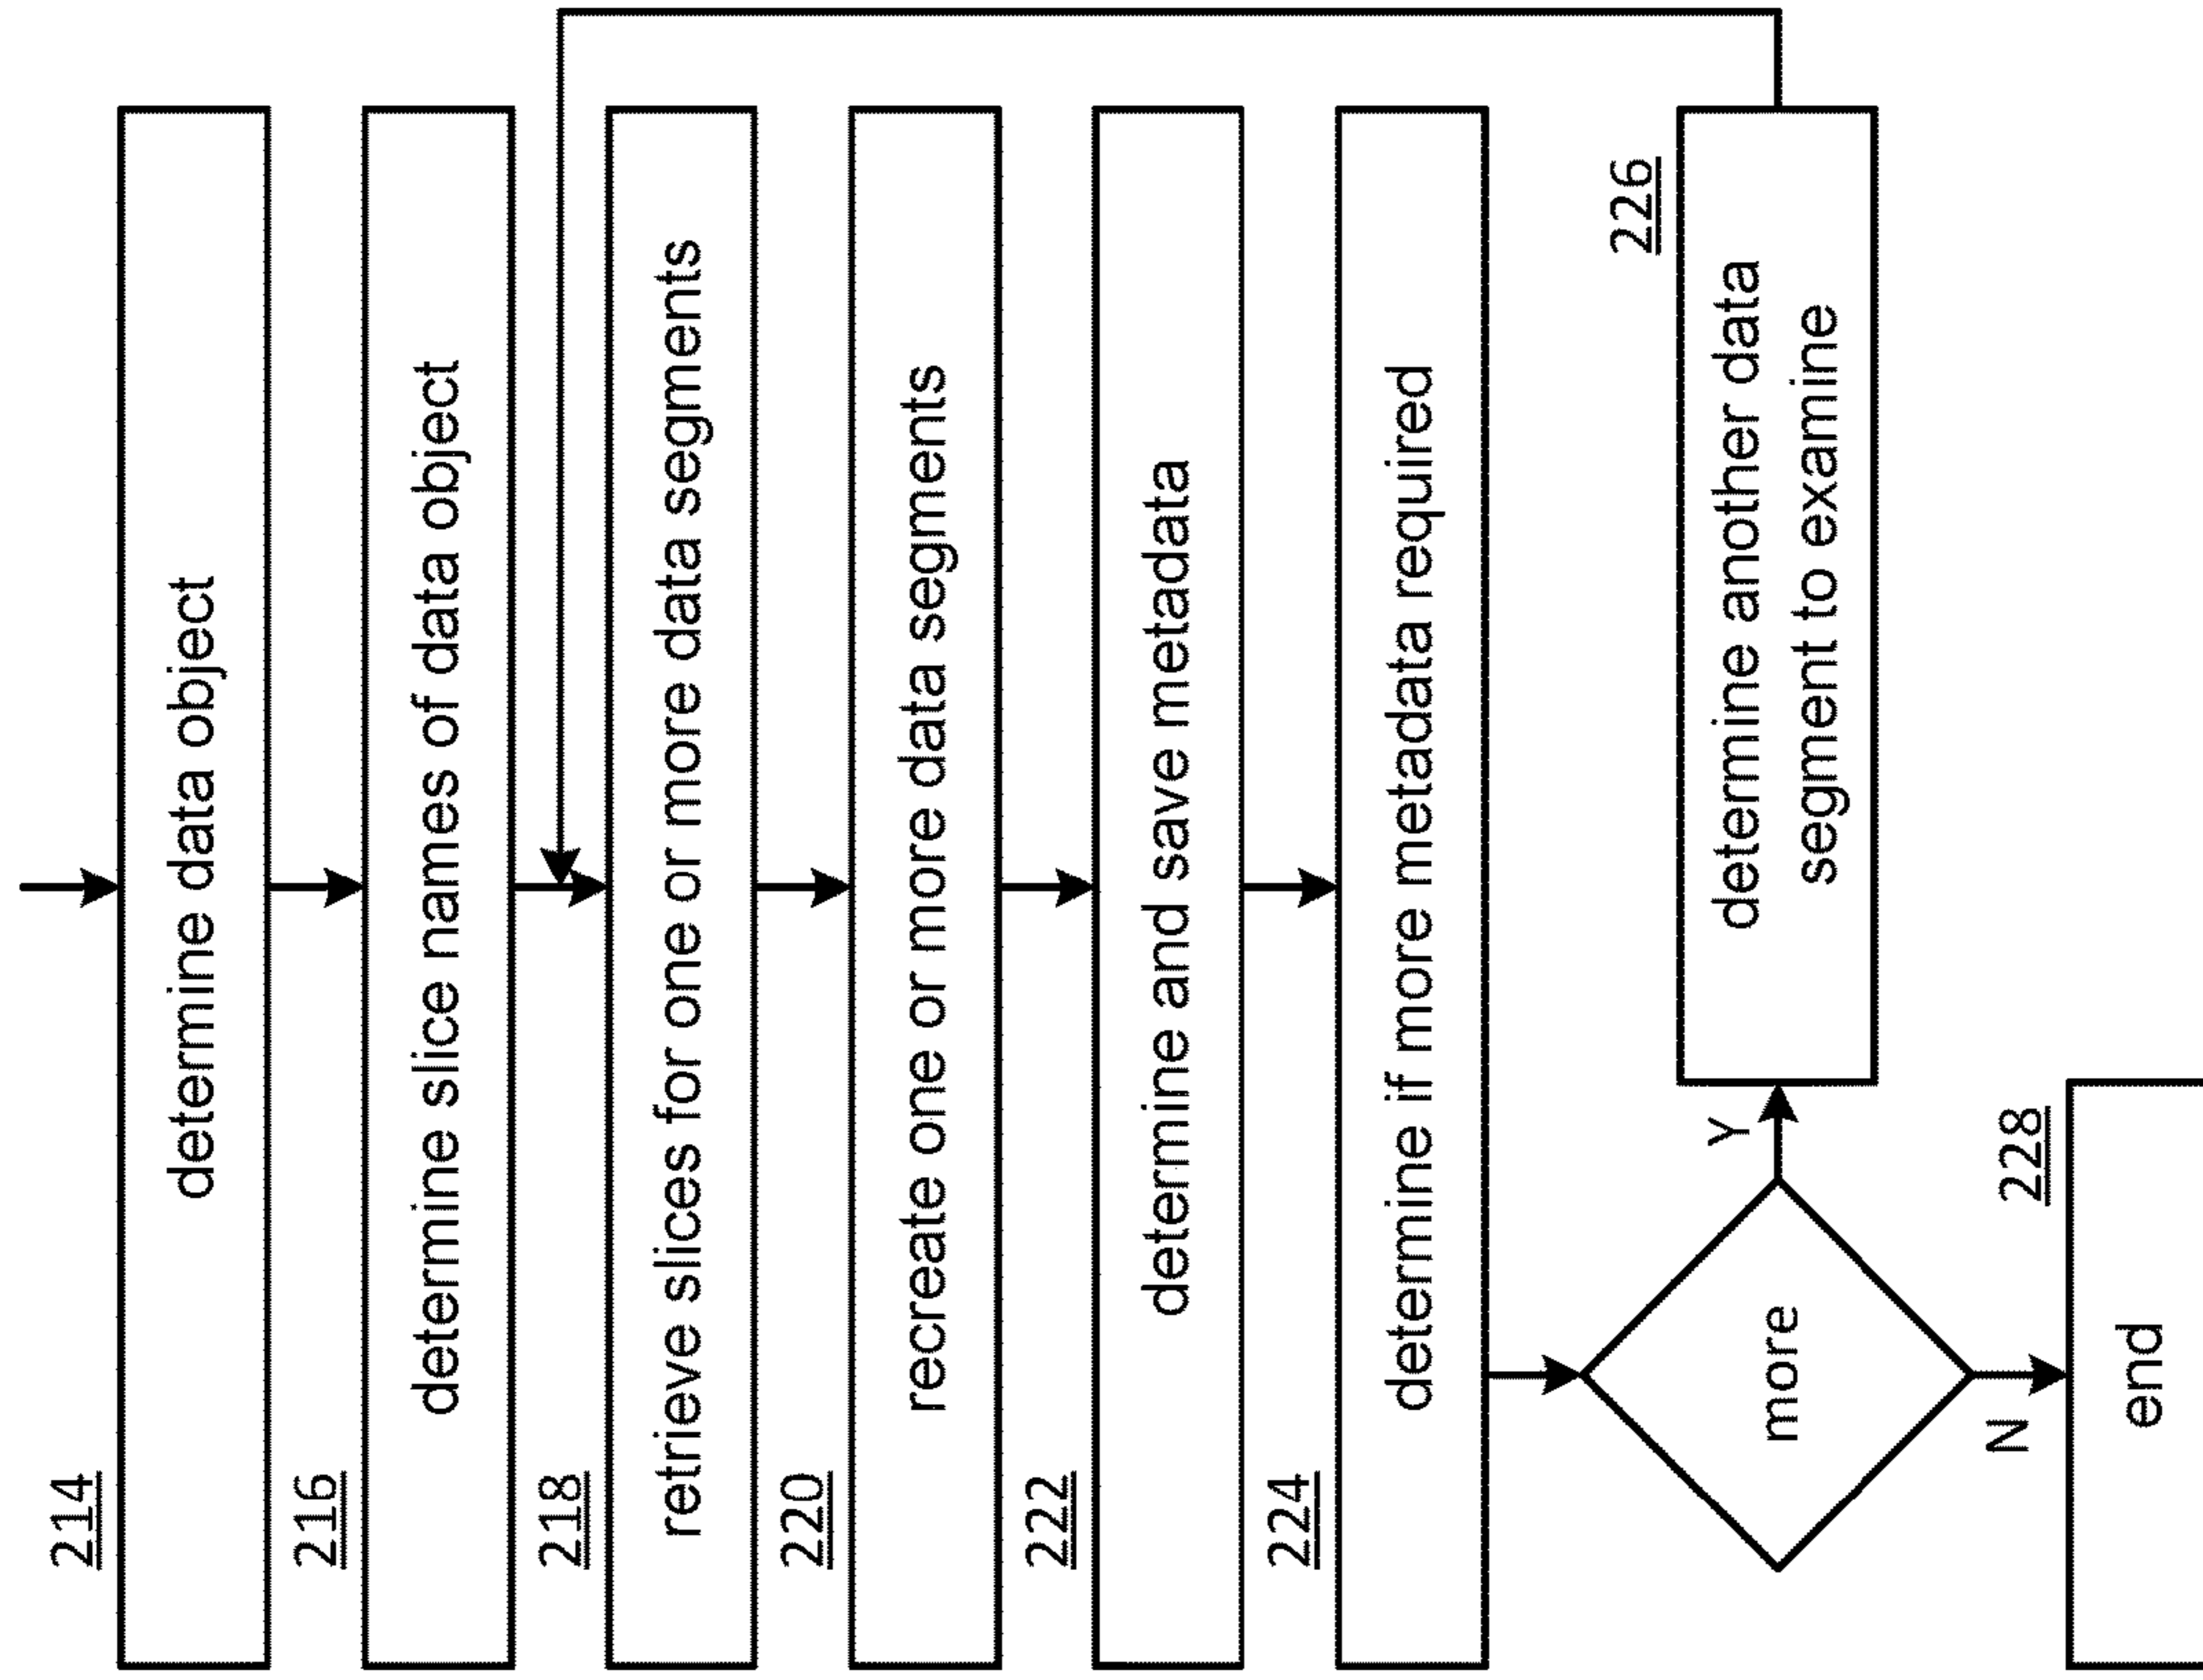 214
determine data object
216
determine slice names of data object
218
retrieve slices for one or more data segments
220
recreate one or more data segments
222
determine and save metadata
224
determine if more metadata required
more
Y
226
determine another data
segment to examine
N
228
end